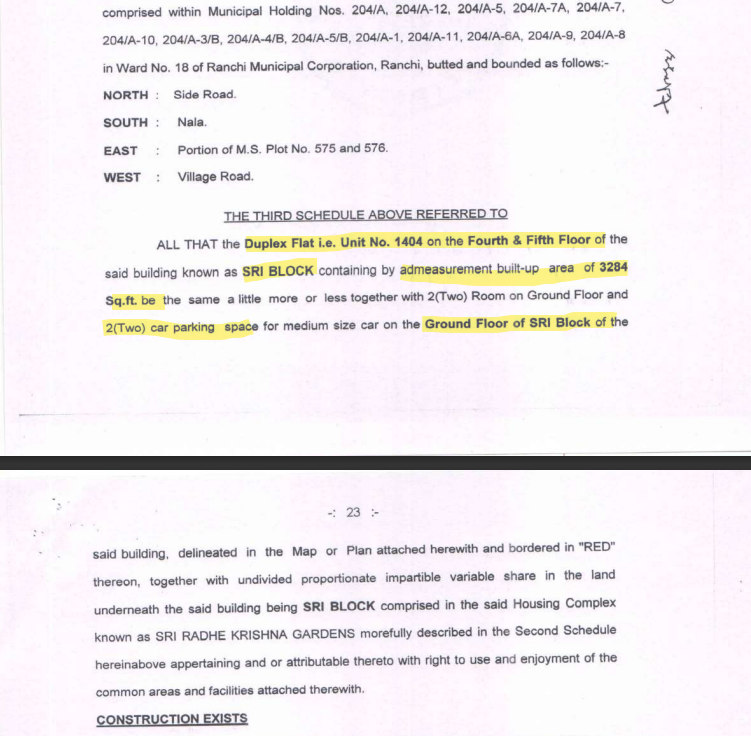 comprised within Municipal Holding Nos. 204/A, 204/A-12, 204/A-5, 204/A-7A, 204/A-7,
204/A-10, 204/A-3/B, 204/A-4/B, 204/A-5/B, 204/A-1, 204/A-11, 204/A-6A, 204/A-9, 204/A-8
in Ward No. 18 of Ranchi Municipal Corporation, Ranchi, butted and bounded as follows:-
NORTH : Side Road.
SOUTH : Nala.
EAST : Portion of M.S. Plot No. 575 and 576.
WEST : Village Road.
THE THIRD SCHEDULE ABOVE REFERRED TO
ALL THAT the Duplex Flat i.e. Unit No. 1404 on the Fourth & Fifth Floor of the
said building known as SRI BLOCK containing by admeasurement built-up area of 3284
Sq.ft. be the same a little more or less together with 2(Two) Room on Ground Floor and
2(Two) car parking space for medium size car on the Ground Floor of SRI Block of the
-: 23 :-
said building, delineated in the Map or Plan attached herewith and bordered in "RED"
thereon, together with undivided proportionate impartible variable share in the land
underneath the said building being SRI BLOCK comprised in the said Housing Complex
known as SRI RADHE KRISHNA GARDENS morefully described in the Second Schedule
hereinabove appertaining and or attributable thereto with right to use and enjoyment of the
common areas and facilities attached therewith.
CONSTRUCTION EXISTS